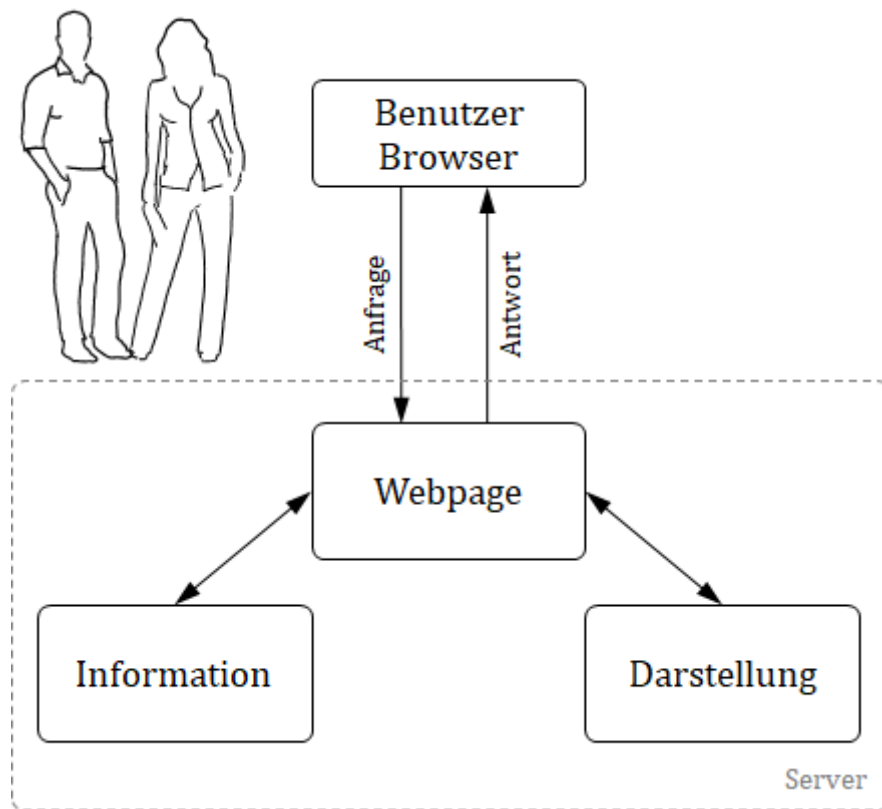 Benutzer
Browser
Anfrage
Antwort
Webpage
Information
Darstellung
Server